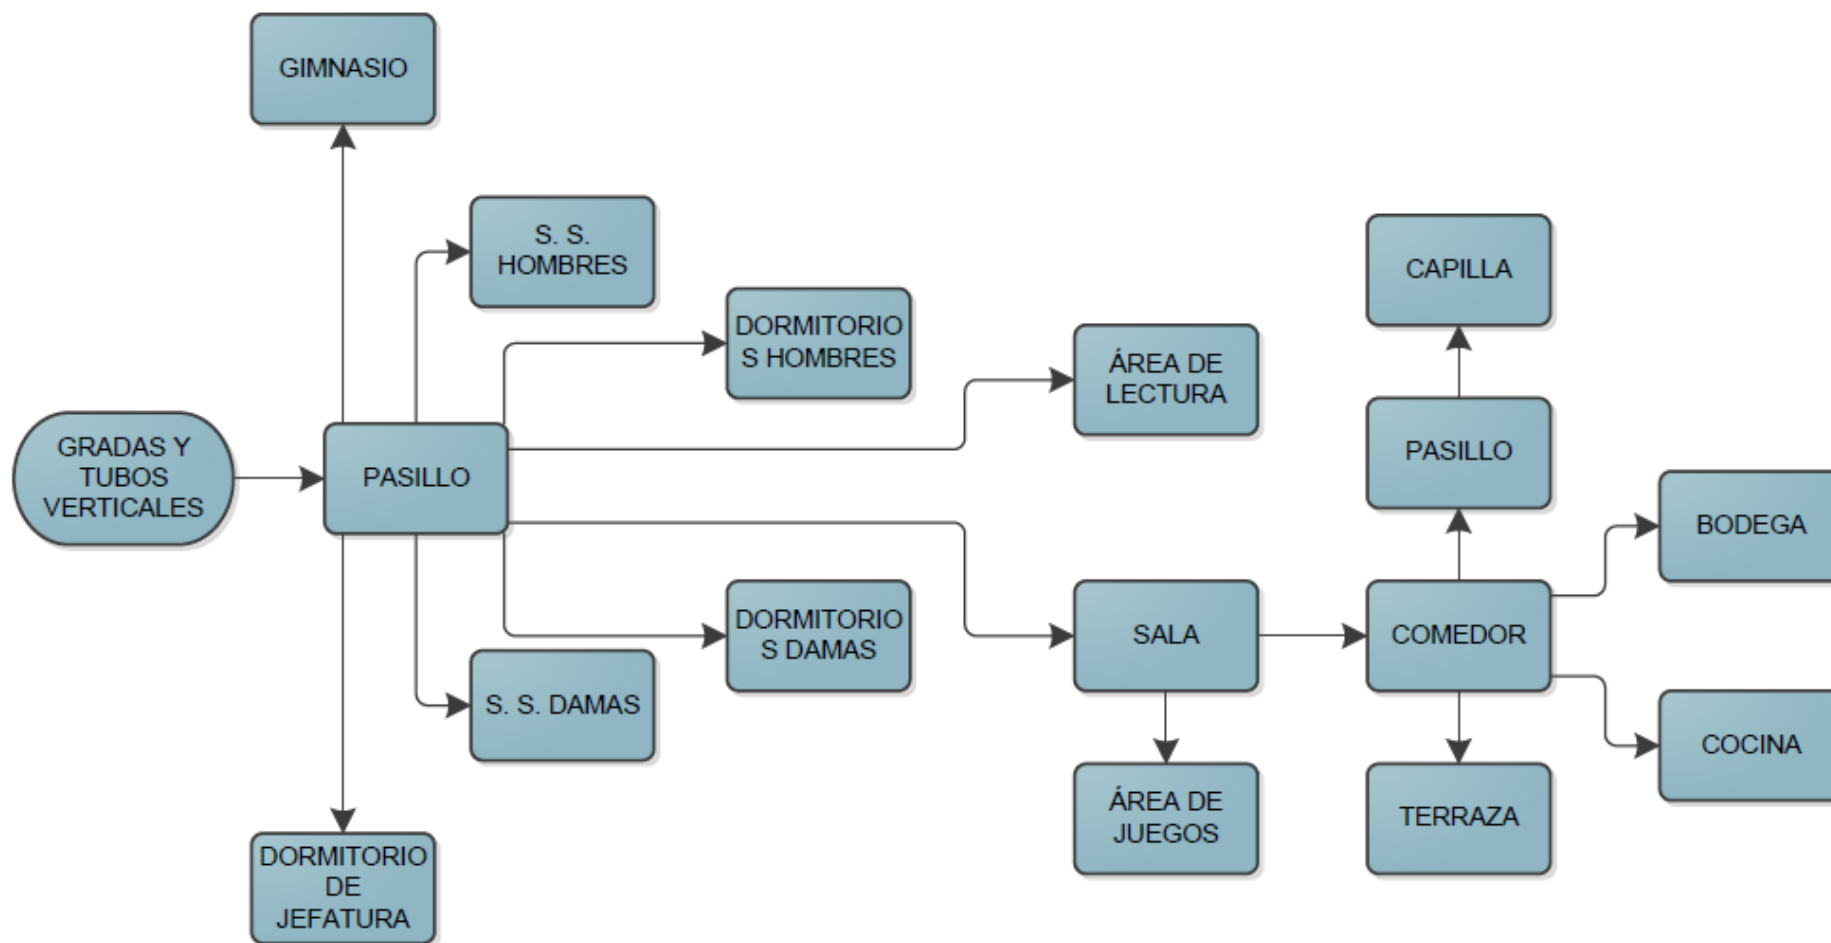 GIMNASIO
S. S.
HOMBRES
DORMITORIO
S HOMBRES
ÁREA DE
LECTURA
CAPILLA
GRADAS Y
TUBOS
VERTICALES
PASILLO
PASILLO
BODEGA
S. S. DAMAS
DORMITORIO
S DAMAS
SALA
COMEDOR
COCINA
DORMITORIO
DE
JEFATURA
ÁREA DE
JUEGOS
TERRAZA